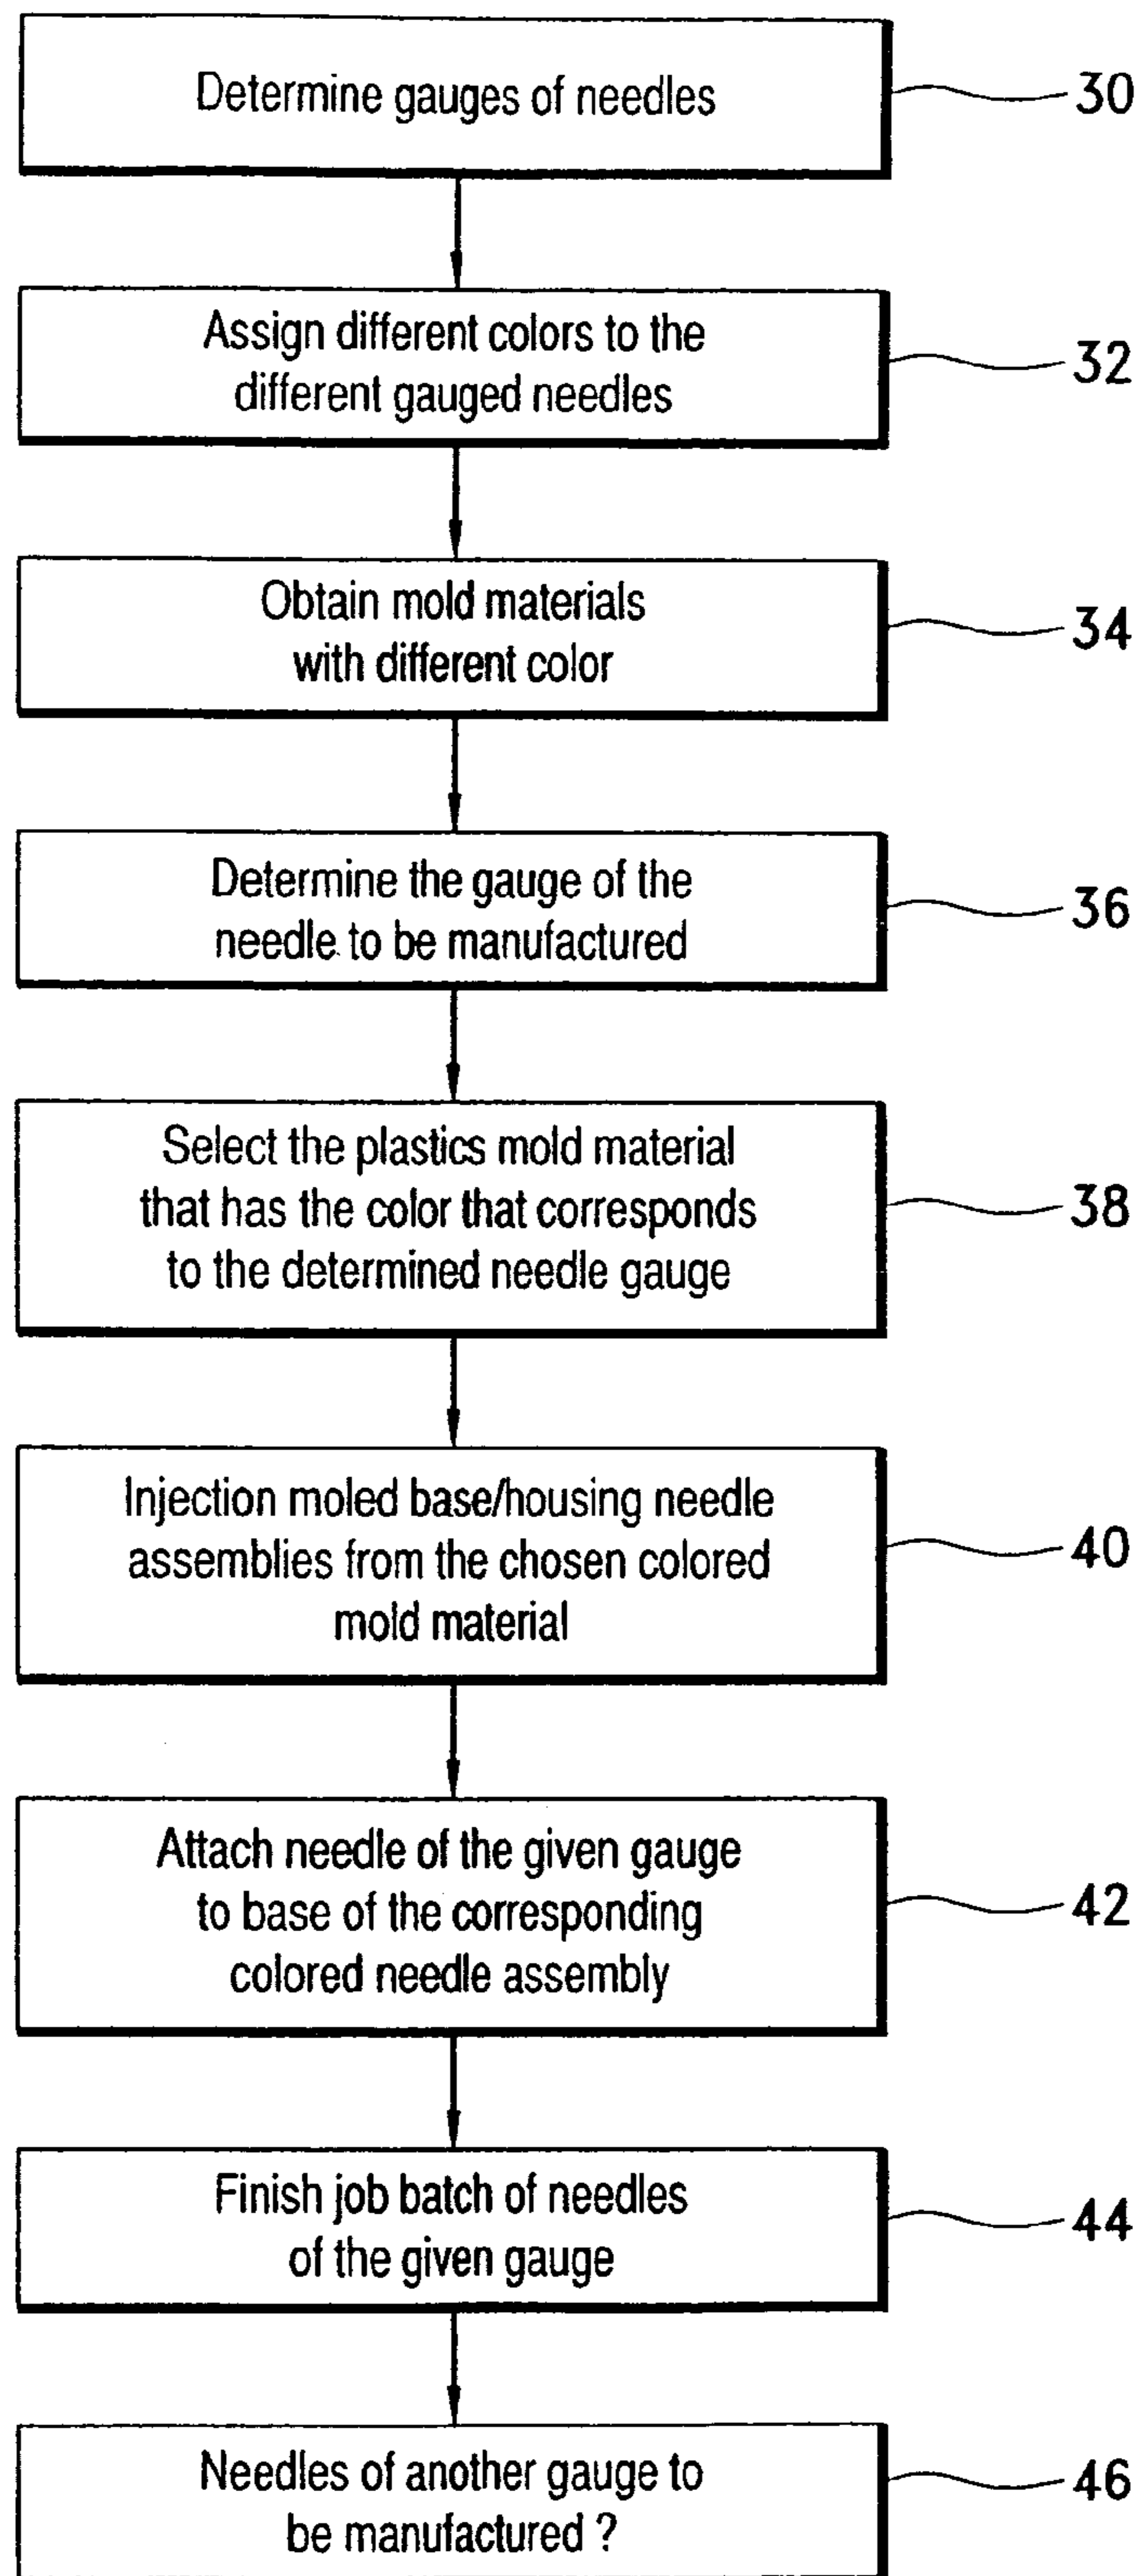 Determine gauges of needles
30
Assign different colors to the
different gauged needles
32
Obtain mold materials
with different color
34
Determine the gauge of the
needle to be manufactured
36
Select the plastics mold material
that has the color that corresponds
to the determined needle gauge
38
Injection moled base/housing needle
assemblies from the chosen colored
mold material
40
Attach needle of the given gauge
to base of the corresponding
colored needle assembly
42
Finish job batch of needles
of the given gauge
44
Needles of another gauge to
be manufactured ?
46